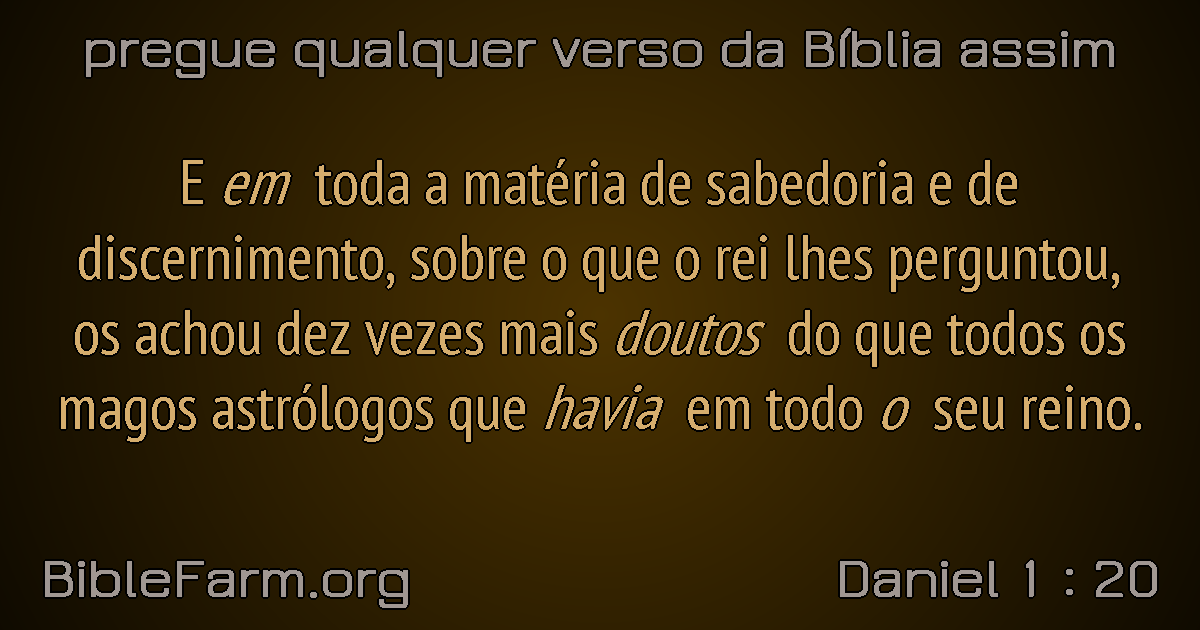 pregue qualquer verso da Bíblia assim
E em toda a matéria de sabedoria e de
discernimento, sobre o que o rei lhes perguntou,
os achou dez vezes mais doutos do que todos os
magos astrólogos que havia em todo o seu reino.
BibleFarm.org
Daniel 1 : 20